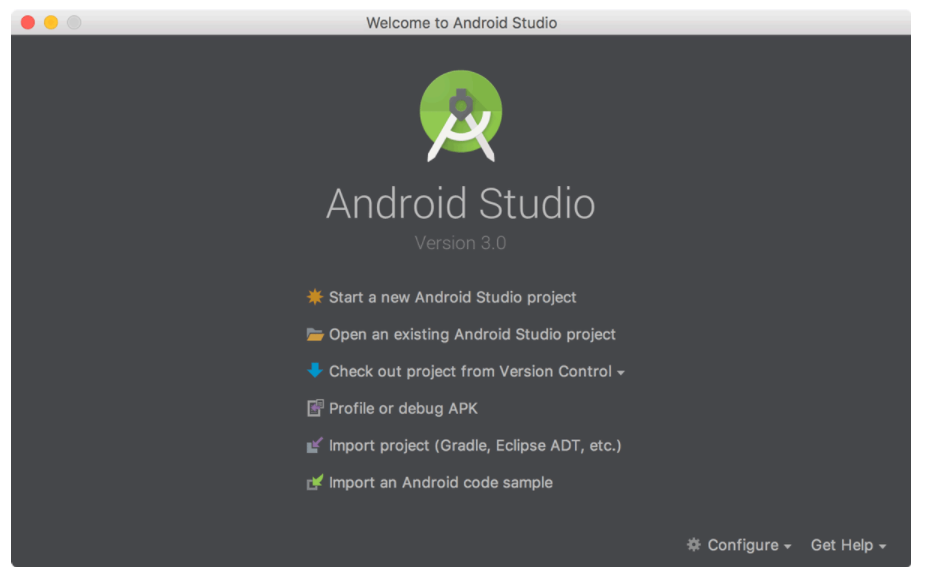 Welcome to Android Studio
Android Studio
Version 3.0
Start a new Android Studio project
Open an existing Android Studio project
Check out project from Version Control
Profile or debug APK
Import project (Gradle, Eclipse ADT, etc.)
Import an Android code sample
Configure Get Help